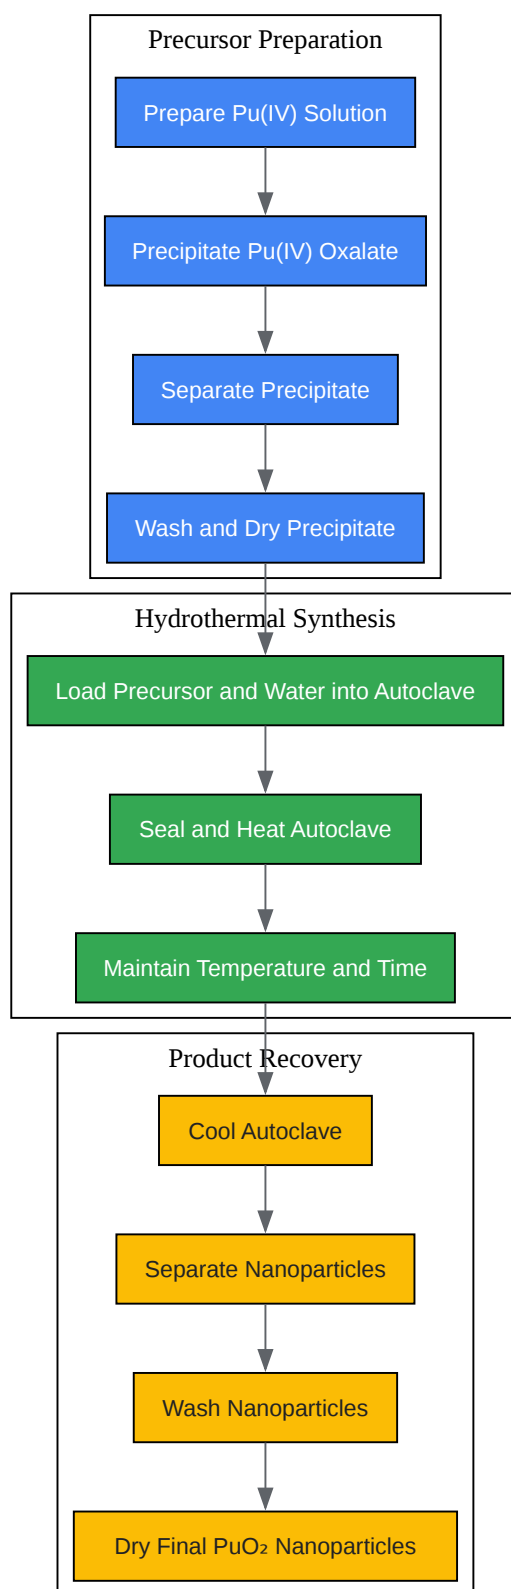 Precursor Preparation
Prepare Pu(IV) Solution
Precipitate Pu(IV) Oxalate
Separate Precipitate
Wash and Dry Precipitate
Hydrothermal Synthesis
Load Precursor and Water into Autoclave
Seal and Heat Autoclave
Maintain Temperature and Time
Product Recovery
Cool Autoclave
Separate Nanoparticles
Wash Nanoparticles
Dry Final PuO₂ Nanoparticles